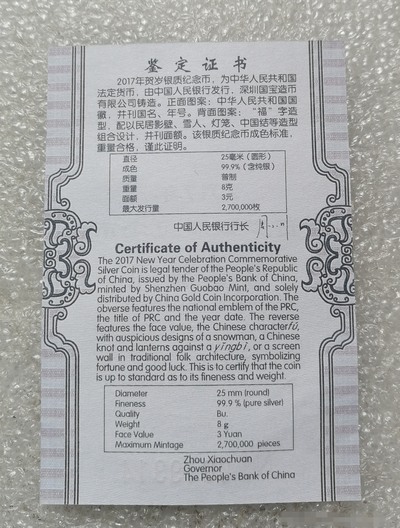 鉴定证书
2017年贺岁银质纪念币，为中华人民共和国
法定货币，由中国人民银行发行，深圳国宝造币
有限公司铸造。正面图案：中华人民共和国国
徽，并刊国名、年号。背面图案：“福”字造
型，配以民居影壁、雪人、灯笼、中国结等造型
组合设计，并刊面额。该银质纪念币成色标准，
重量合格，谨此证明。
直径 25毫米（圆形）
成色 99.9%（含纯银）
质量 普制
重量 8克
面额 3元
最大发行量 2,700,000枚
中国人民银行行长
Certificate of Authenticity
The 2017 New Year Celebration Commemorative
Silver Coin is legal tender of the People's Republic
of China, issued by the People's Bank of China,
minted by Shenzhen Guobao Mint, and solely
distributed by China Gold Coin Incorporation. The
obverse features the national emblem of the PRC,
the title of PRC and the year date. The reverse
features the face value, the Chinese character fú,
with auspicious designs of a snowman, a Chinese
knot and lanterns against a yǐngbì, or a screen
wall in traditional folk architecture, symbolizing
fortune and good luck. This is to certify that the coin
is up to standard as to its fineness and weight.
Diameter 25 mm (round)
Fineness 99.9 % (pure silver)
Quality Bu.
Weight 8 g
Face Value 3 Yuan
Maximum Mintage 2,700,000 pieces
Zhou Xiaochuan
Governor
The People's Bank of China